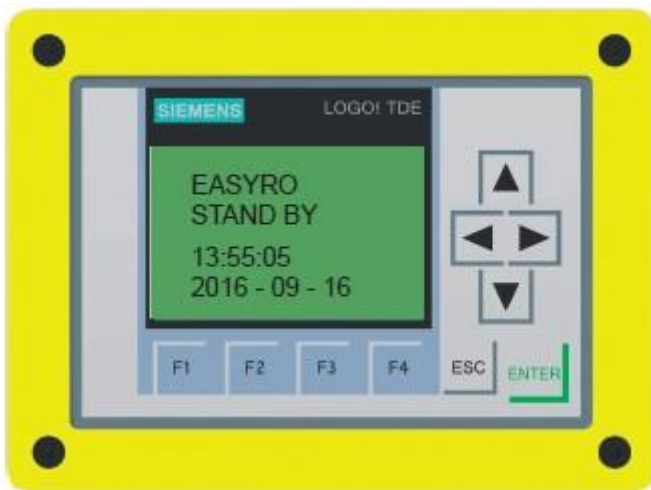 SIEMENS LOGO! TDE
EASYRO
STAND BY
13:55:05
2016 - 09 - 16
F1 F2 F3 F4 ESC ENTER